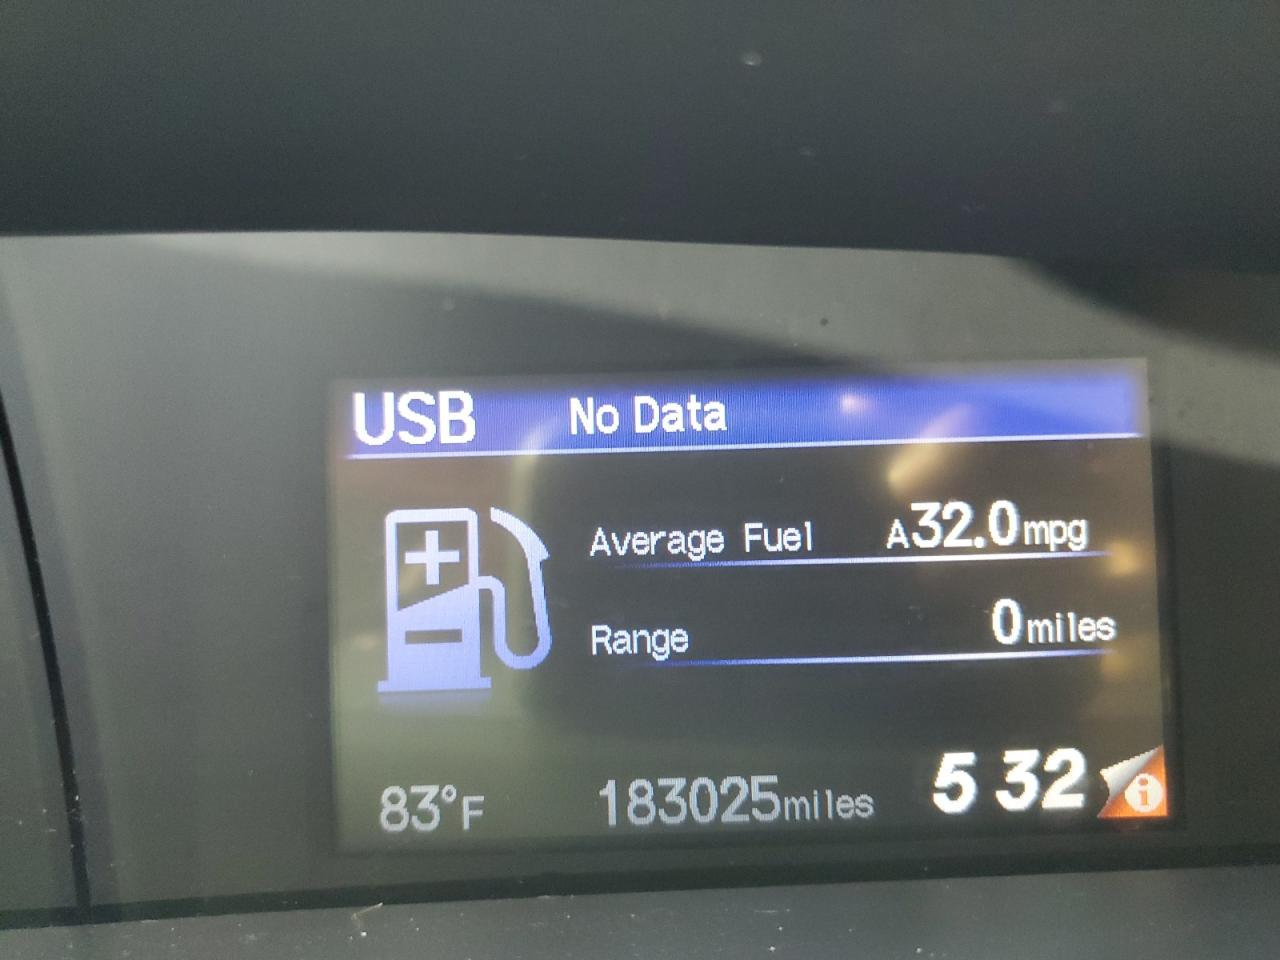 USB No Data
Average Fuel A32.0mpg
Range 0miles
83°F 183025miles 5 32 i